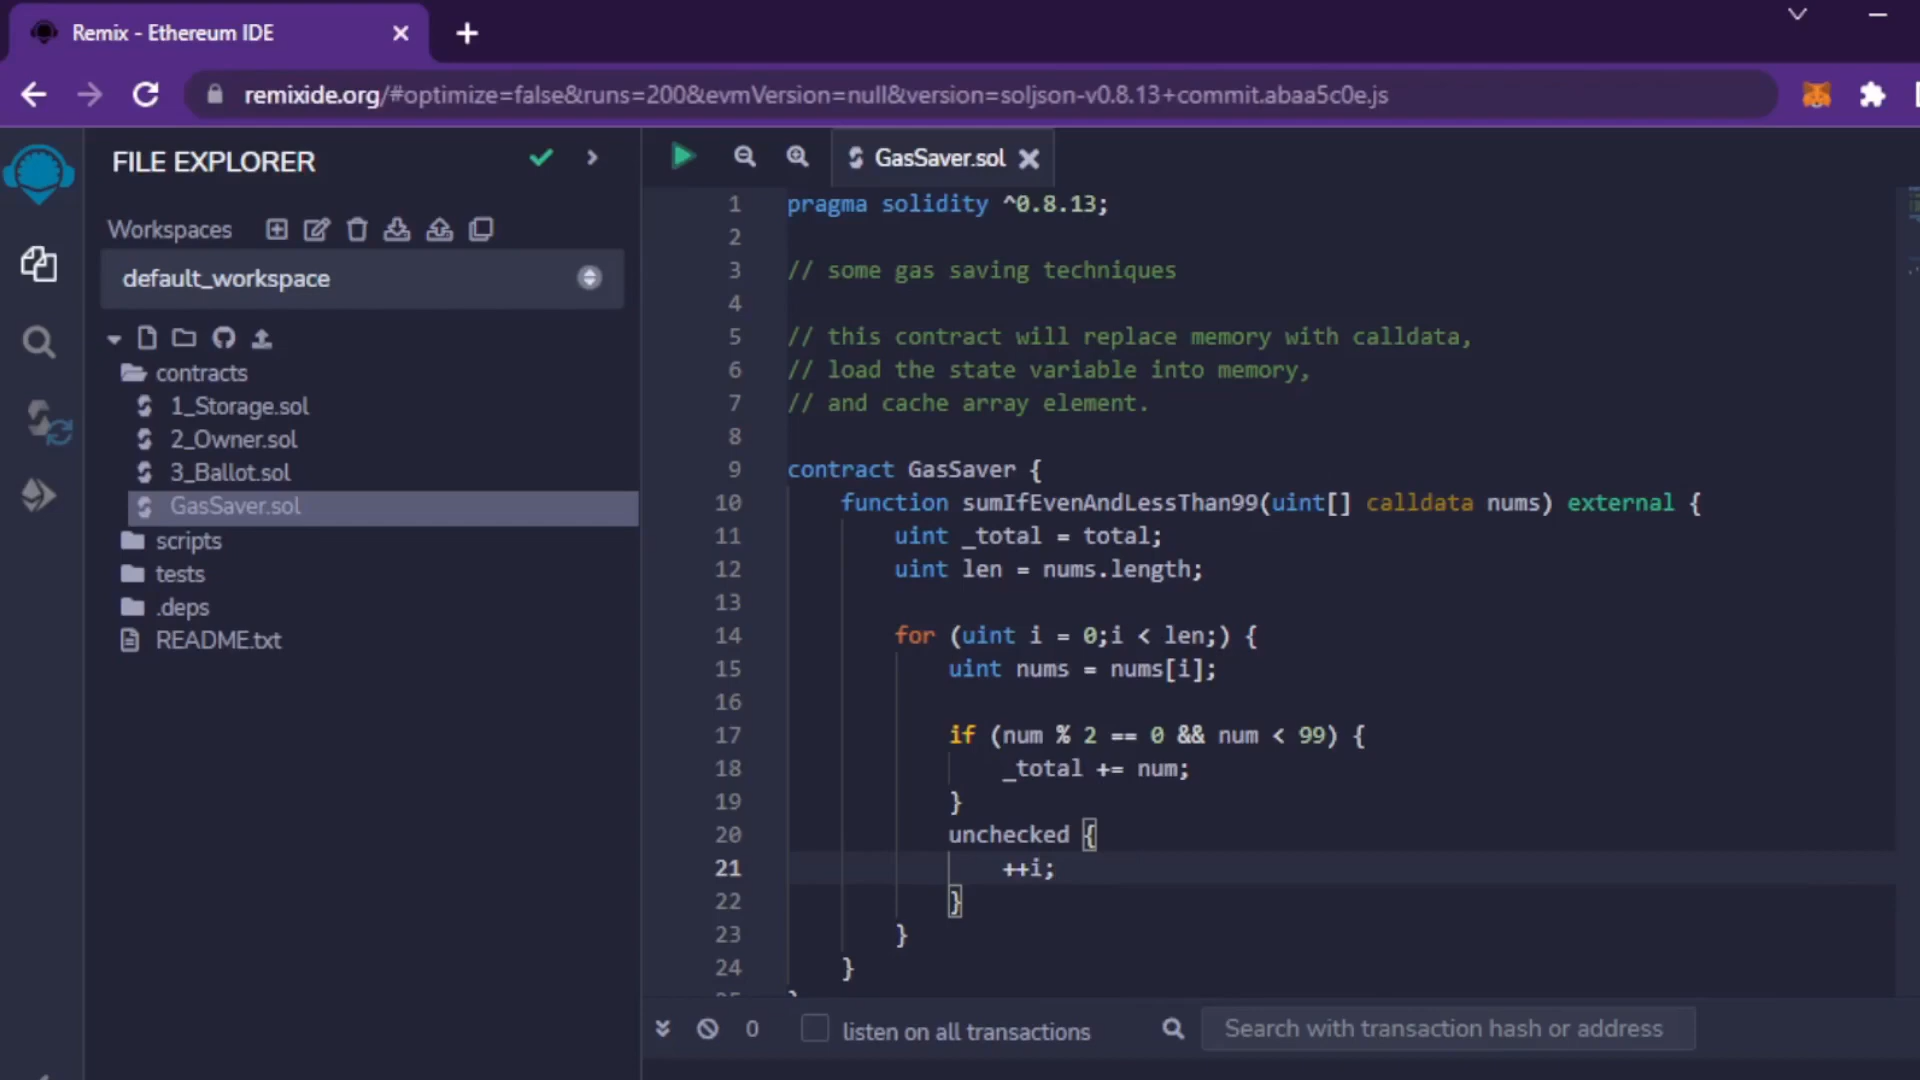 Remix - Ethereum IDE
remixide.org/#optimize=false&runs=200&evmVersion=null&version=soljson-v0.8.13+commit.abaa5c0e.js
FILE EXPLORER
Workspaces
default_workspace
contracts
1_Storage.sol
2_Owner.sol
3_Ballot.sol
GasSaver.sol
scripts
tests
.deps
README.txt
GasSaver.sol
1 pragma solidity ^0.8.13;
2
3 // some gas saving techniques
4
5 // this contract will replace memory with calldata,
6 // load the state variable into memory,
7 // and cache array element.
8
9 contract GasSaver {
10 function sumIfEvenAndLessThan99(uint[] calldata nums) external {
11 uint _total = total;
12 uint len = nums.length;
13
14 for (uint i = 0;i < len;) {
15 uint nums = nums[i];
16
17 if (num % 2 == 0 && num < 99) {
18 _total += num;
19 }
20 unchecked {
21 ++i;
22 }
23 }
24 }
0
listen on all transactions
Search with transaction hash or address